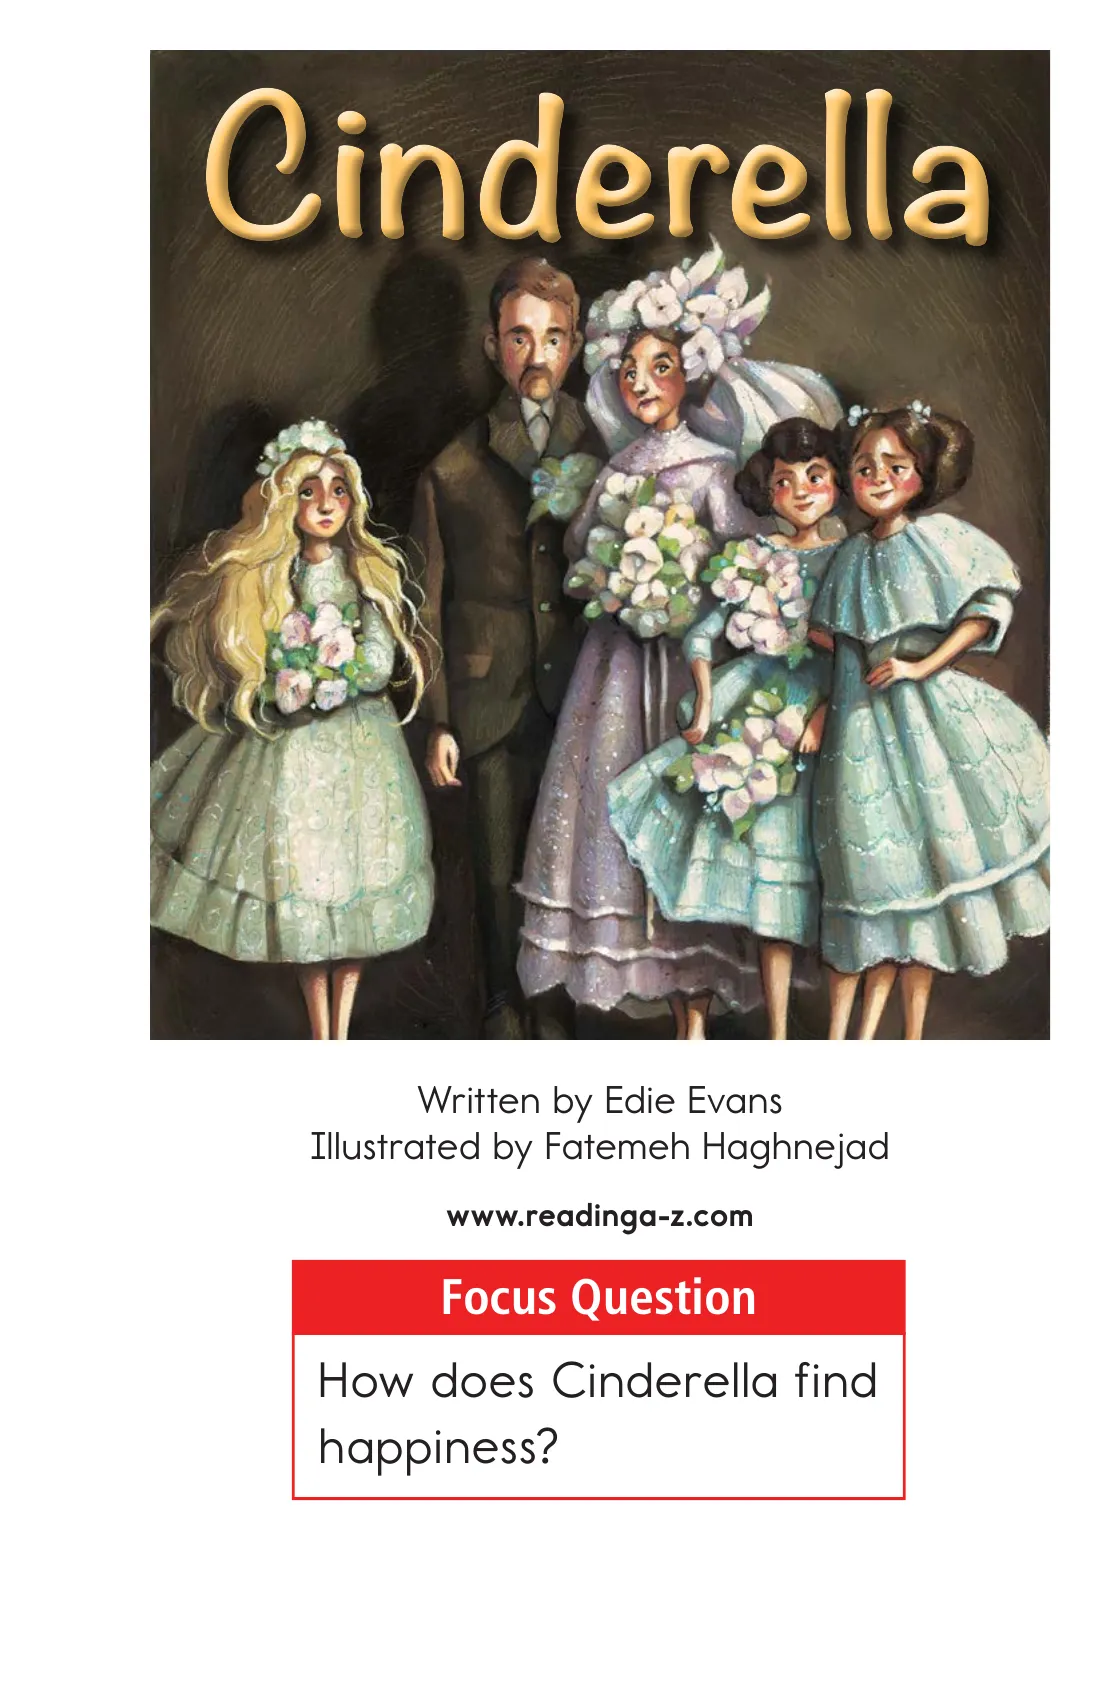 Cinderella
Written by Edie Evans
Illustrated by Fatemeh Haghnejad
www.readinga-z.com
Focus Question
How does Cinderella find
happiness?